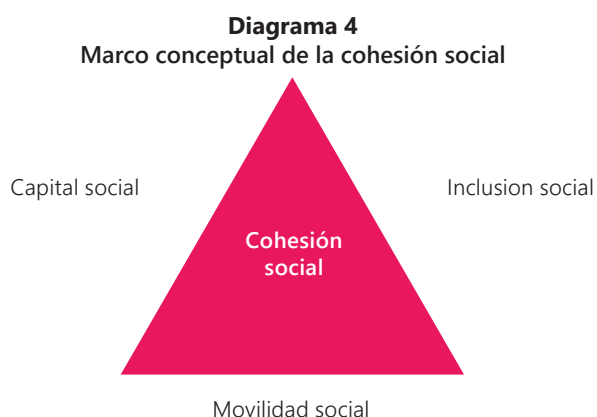 Diagrama 4
Marco conceptual de la cohesión social
Capital social
Inclusion social
Cohesión
social
Movilidad social